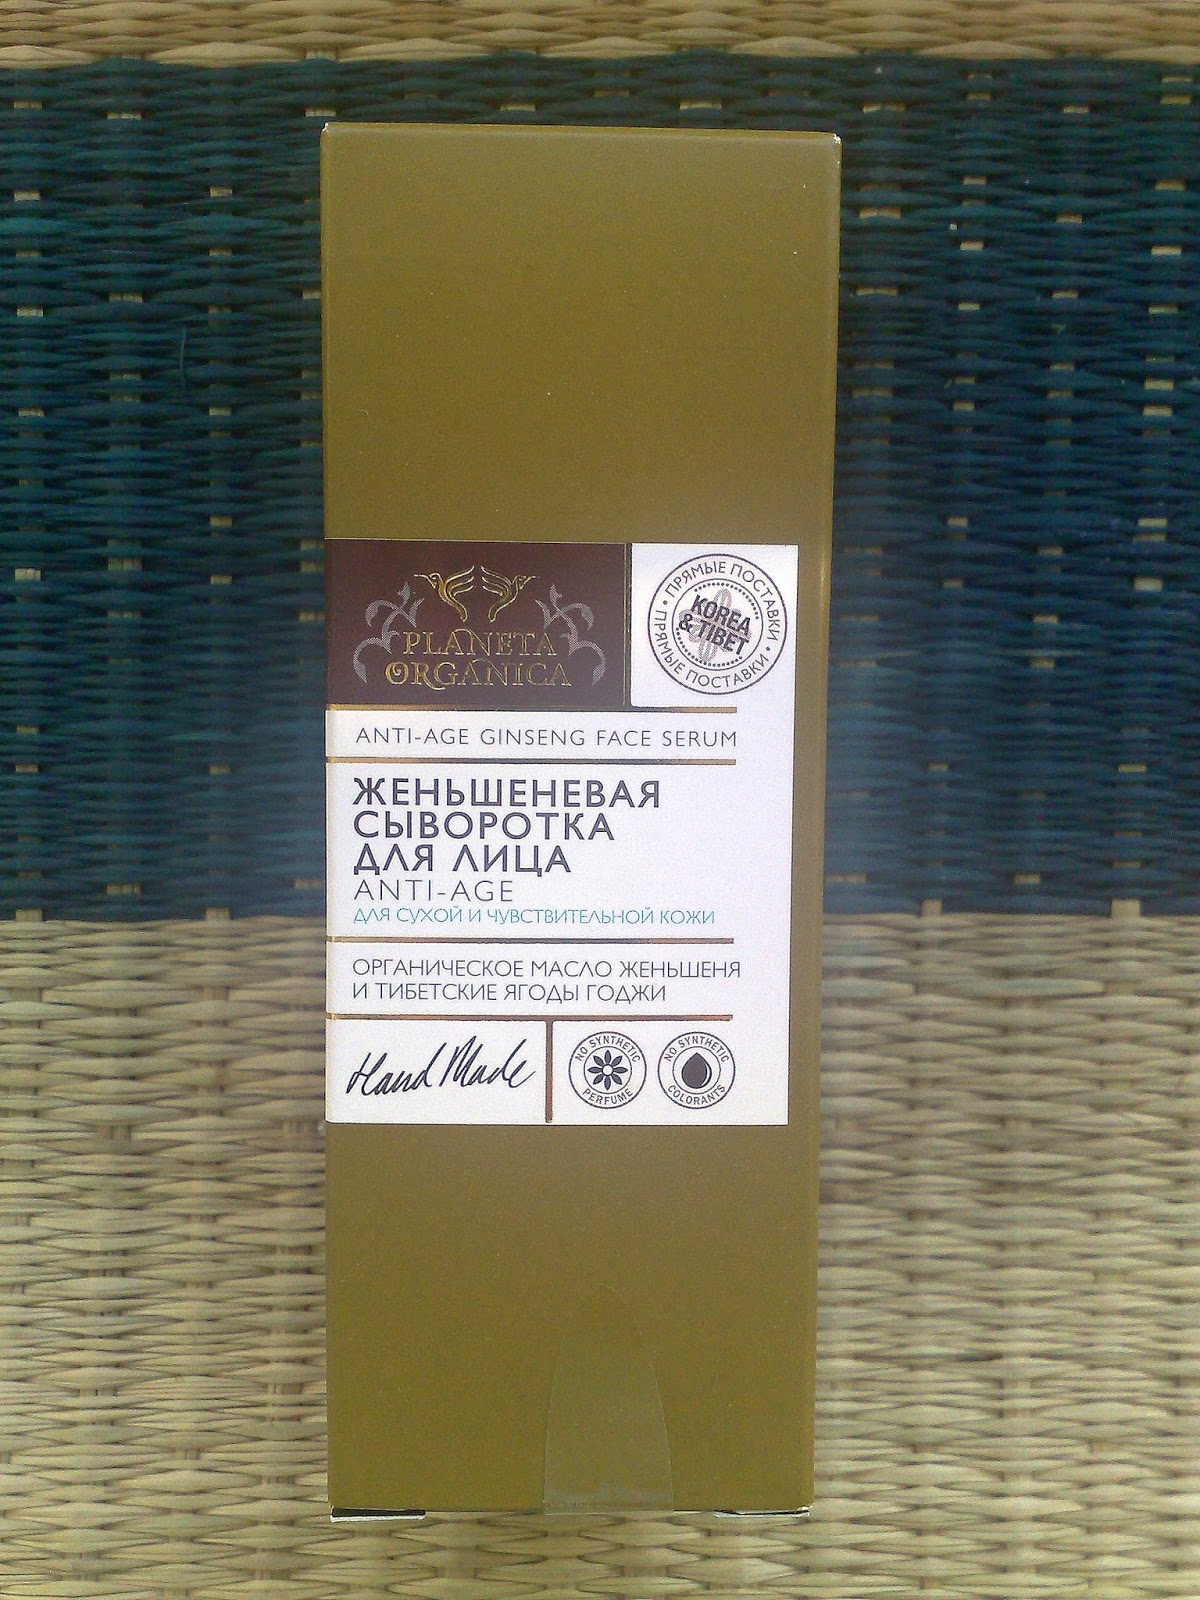 PLANETA
ORGANICA
ПРЯМЫЕ ПОСТАВКИ • ПРЯМЫЕ ПОСТАВКИ •
KOREA
& TIBET
ANTI-AGE GINSENG FACE SERUM
ЖЕНЬШЕНЕВАЯ
СЫВОРОТКА
ДЛЯ ЛИЦА
ANTI-AGE
ДЛЯ СУХОЙ И ЧУВСТВИТЕЛЬНОЙ КОЖИ
ОРГАНИЧЕСКОЕ МАСЛО ЖЕНЬШЕНЯ
И ТИБЕТСКИЕ ЯГОДЫ ГОДЖИ
Hand Made
NO SYNTHETIC
PERFUME
NO SYNTHETIC
COLORANTS